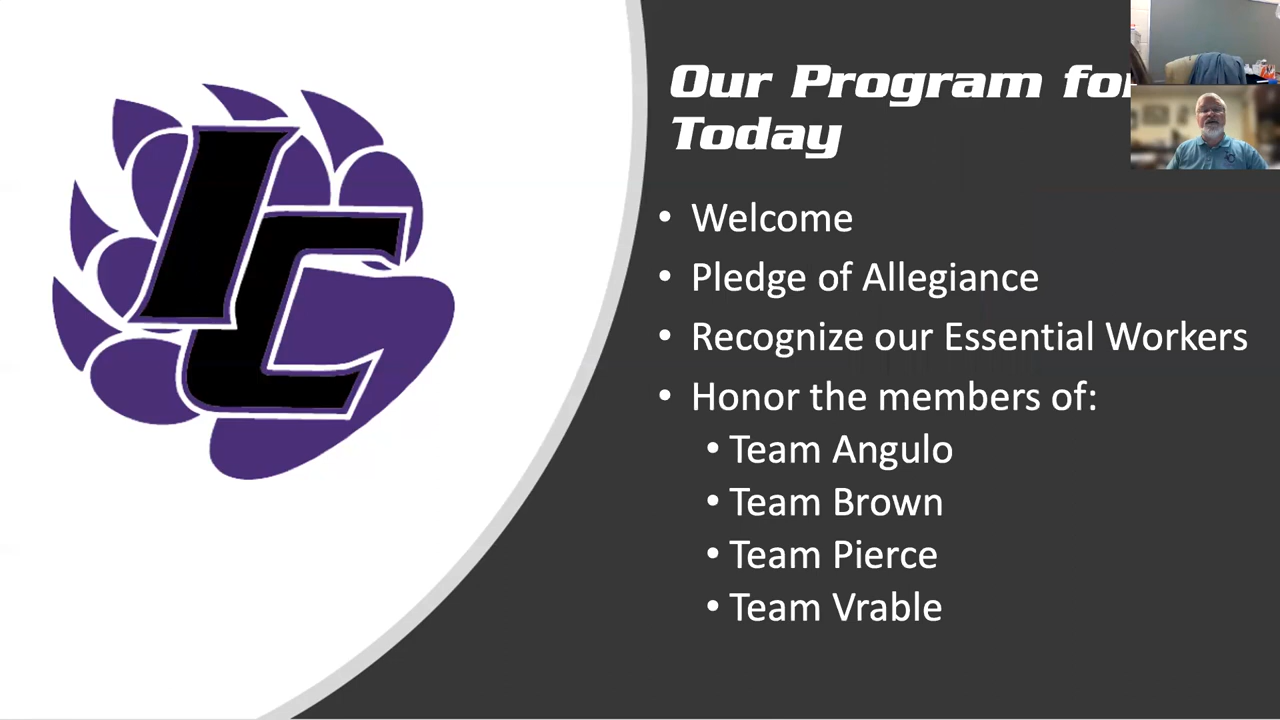 IC
Our Program for
Today
• Welcome
• Pledge of Allegiance
• Recognize our Essential Workers
• Honor the members of:
• Team Angulo
• Team Brown
• Team Pierce
• Team Vrable